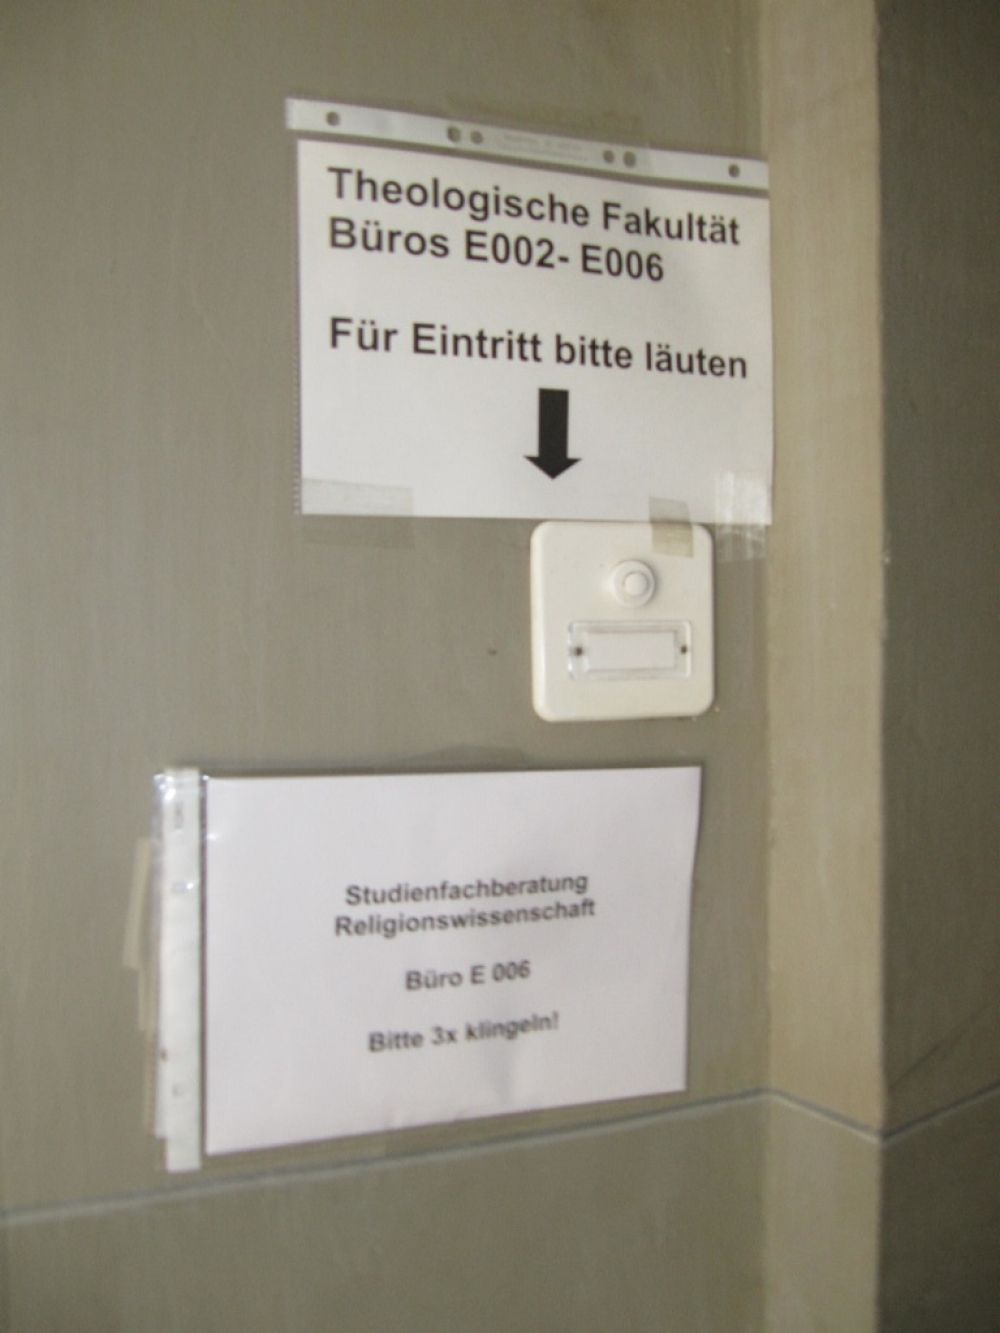 Theologische Fakultät
Büros E002- E006
Für Eintritt bitte läuten
Studienfachberatung
Religionswissenschaft
Büro E 006
Bitte 3x klingeln!